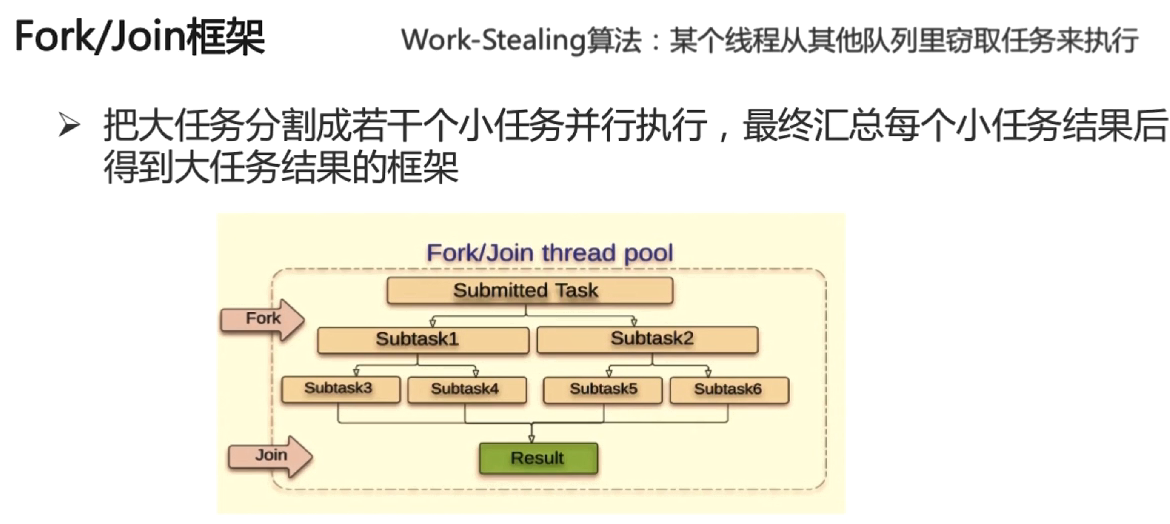 Fork/Join框架
Work-Stealing算法：某个线程从其他队列里窃取任务来执行
把大任务分割成若干个小任务并行执行，最终汇总每个小任务结果后
得到大任务结果的框架
Fork/Join thread pool
Submitted Task
Fork
Subtask1
Subtask2
Subtask3
Subtask4
Subtask5
Subtask6
Join
Result